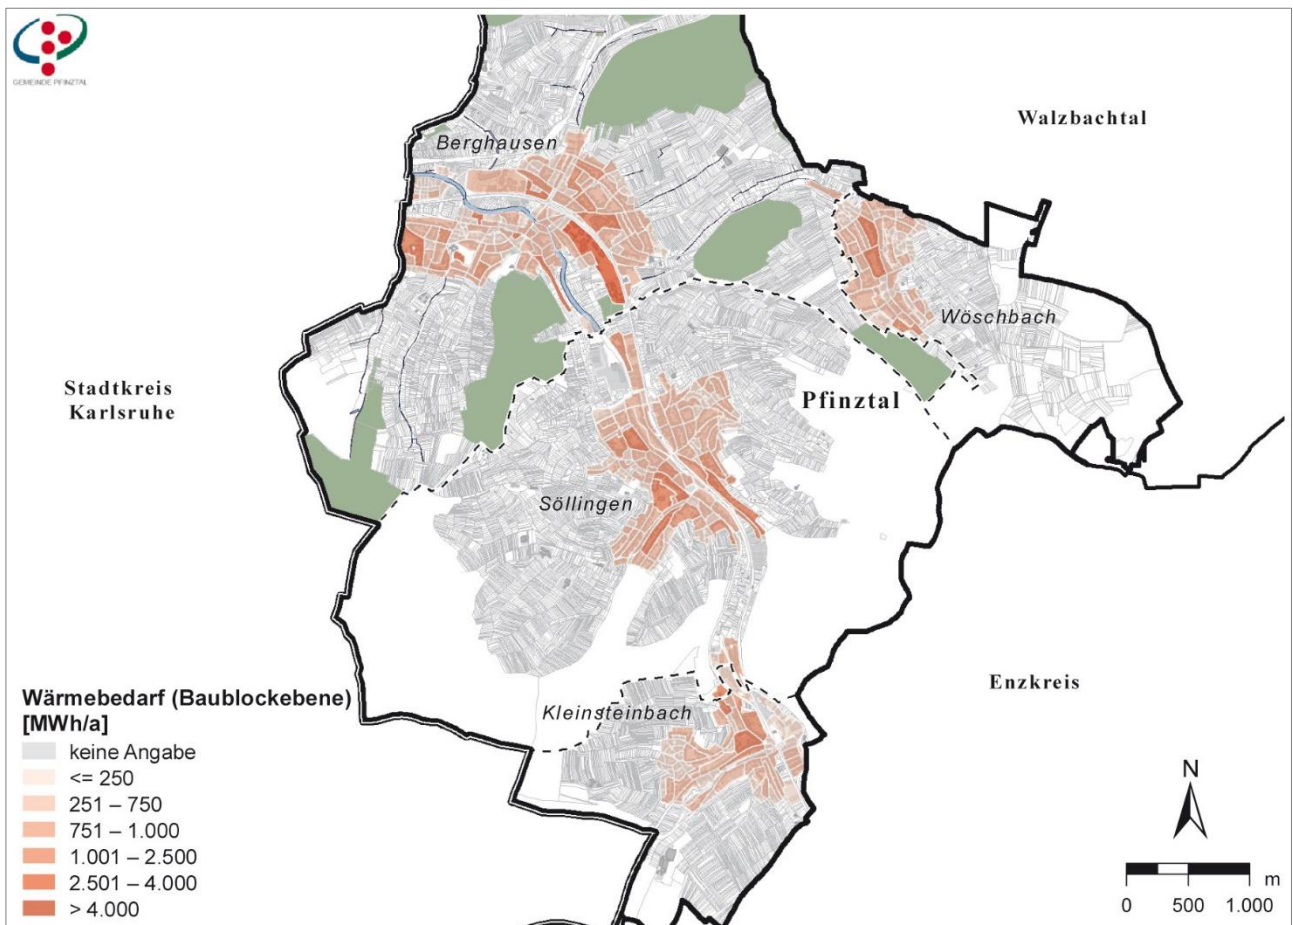 GEMEINDE PFINZTAL
Walzbachtal
Berghausen
Wöschbach
Stadtkreis
Karlsruhe
Pfinztal
Söllingen
Enzkreis
Kleinsteinbach
Wärmebedarf (Baublockebene)
[MWh/a]
keine Angabe
<= 250
251 – 750
751 – 1.000
1.001 – 2.500
2.501 – 4.000
> 4.000
N
m
0 500 1.000